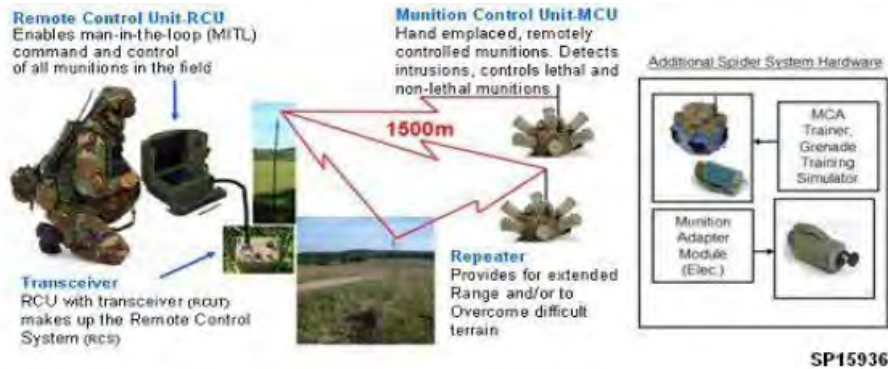 Remote Control Unit-RCU
Enables man-in-the-loop (MITL)
command and control
of all munitions in the field
Munition Control Unit-MCU
Hand emplaced, remotely
controlled munitions. Detects
intrusions, controls lethal and
non-lethal munitions
1500m
Transceiver
RCU with transceiver (RCUT)
makes up the Remote Control
System (RCS)
Repeater
Provides for extended
Range and/or to
Overcome difficult
terrain
Additional Spider System Hardware
MCA
Trainer,
Grenade
Training
Simulator
Munition
Adapter
Module
(Elec.)
SP15936